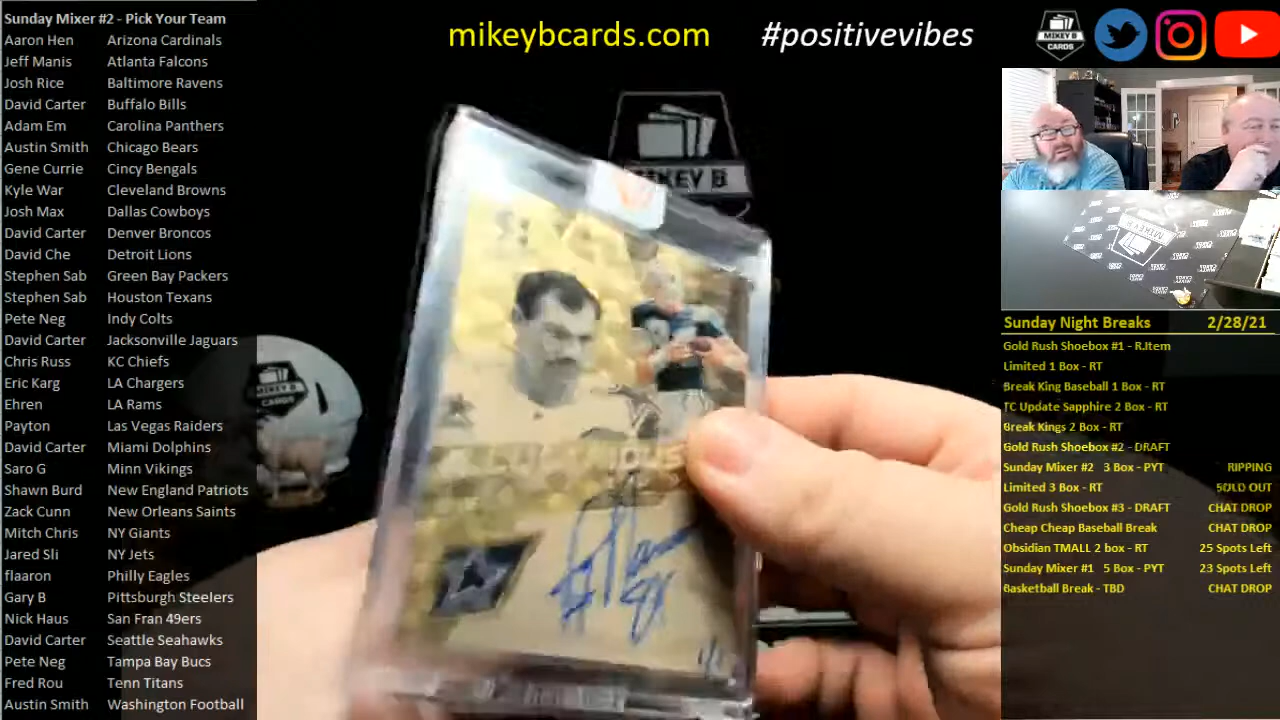 Sunday Mixer #2 - Pick Your Team
Aaron Hen Arizona Cardinals
Jeff Manis Atlanta Falcons
Josh Rice Baltimore Ravens
David Carter Buffalo Bills
Adam Em Carolina Panthers
Austin Smith Chicago Bears
Gene Currie Cincy Bengals
Kyle War Cleveland Browns
Josh Max Dallas Cowboys
David Carter Denver Broncos
David Che Detroit Lions
Stephen Sab Green Bay Packers
Stephen Sab Houston Texans
Pete Neg Indy Colts
David Carter Jacksonville Jaguars
Chris Russ KC Chiefs
Eric Karg LA Chargers
Ehren LA Rams
Payton Las Vegas Raiders
David Carter Miami Dolphins
Saro G Minn Vikings
Shawn Burd New England Patriots
Zack Cunn New Orleans Saints
Mitch Chris NY Giants
Jared Sli NY Jets
flaaron Philly Eagles
Gary B Pittsburgh Steelers
Nick Haus San Fran 49ers
David Carter Seattle Seahawks
Pete Neg Tampa Bay Bucs
Fred Rou Tenn Titans
Austin Smith Washington Football
mikeybcards.com #positivevibes
MIKEY B
CARDS
MIKEY B
Sunday Night Breaks 2/28/21
Gold Rush Shoebox #1 - R.Item
Limited 1 Box - RT
Break King Baseball 1 Box - RT
TC Update Sapphire 2 Box - RT
Break Kings 2 Box - RT
Gold Rush Shoebox #2 - DRAFT
Sunday Mixer #2 3 Box - PYT RIPPING
Limited 3 Box - RT SOLD OUT
Gold Rush Shoebox #3 - DRAFT CHAT DROP
Cheap Cheap Baseball Break CHAT DROP
Obsidian TMALL 2 box - RT 25 Spots Left
Sunday Mixer #1 5 Box - PYT 23 Spots Left
Basketball Break - TBD CHAT DROP